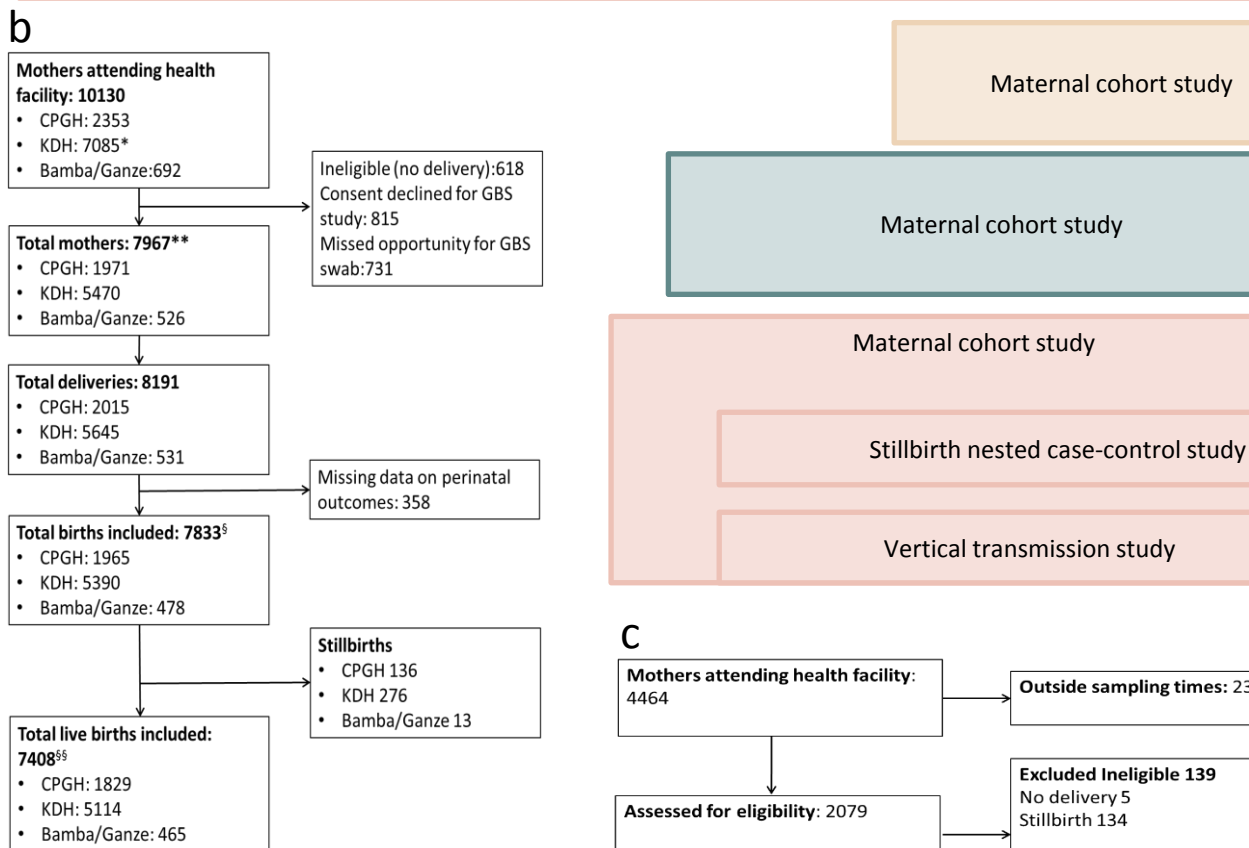 b
Mothers attending health
facility: 10130
• CPGH: 2353
• KDH: 7085*
• Bamba/Ganze:692
Ineligible (no delivery):618
Consent declined for GBS
study: 815
Missed opportunity for GBS
swab:731
Total mothers: 7967**
• CPGH: 1971
• KDH: 5470
• Bamba/Ganze: 526
Total deliveries: 8191
• CPGH: 2015
• KDH: 5645
• Bamba/Ganze: 531
Missing data on perinatal
outcomes: 358
Total births included: 7833§
• CPGH: 1965
• KDH: 5390
• Bamba/Ganze: 478
Stillbirths
• CPGH 136
• KDH 276
• Bamba/Ganze 13
Total live births included:
7408§§
• CPGH: 1829
• KDH: 5114
• Bamba/Ganze: 465
Maternal cohort study
Maternal cohort study
Maternal cohort study
Stillbirth nested case-control study
Vertical transmission study
c
Mothers attending health facility:
4464
Outside sampling times: 23
Assessed for eligibility: 2079
Excluded Ineligible 139
No delivery 5
Stillbirth 134